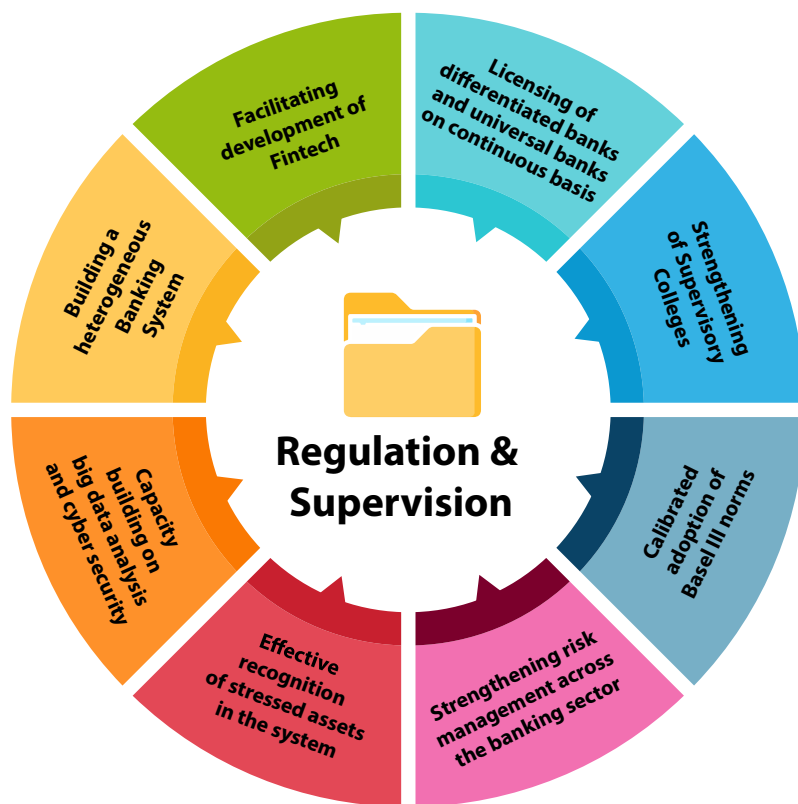 Facilitating
development of
Fintech
Licensing of
differentiated banks
and universal banks
on continuous basis
Strengthening
of Supervisory
Colleges
Calibrated
adoption of
Basel III norms
Strengthening risk
management across
the banking sector
Effective
recognition
of stressed assets
in the system
Capacity
building on
big data analysis
and cyber security
Building a
heterogeneous
Banking
System
Regulation &
Supervision